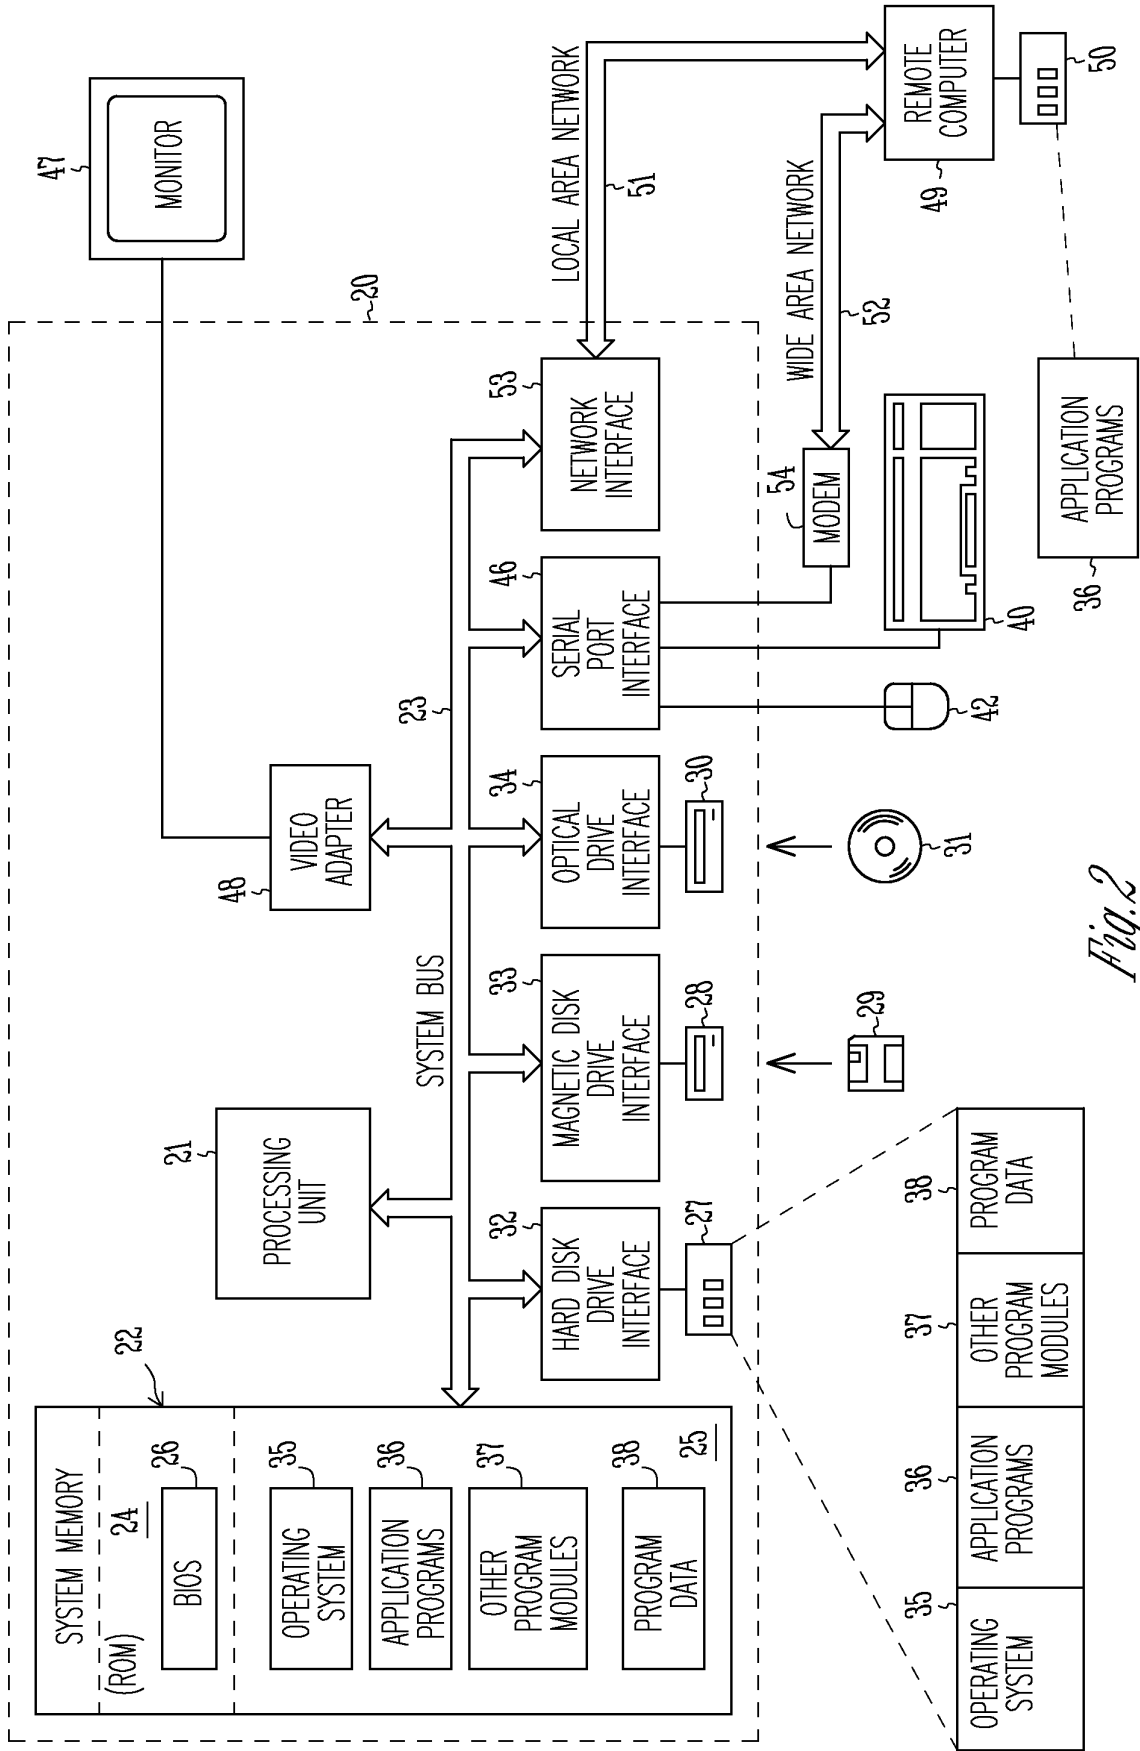 20
SYSTEM MEMORY
22
(ROM) 24
BIOS
26
OPERATING
SYSTEM
35
APPLICATION
PROGRAMS
36
OTHER
PROGRAM
MODULES
37
PROGRAM
DATA
38
25
PROCESSING
UNIT
21
VIDEO
ADAPTER
48
MONITOR
47
SYSTEM BUS
23
HARD DISK
DRIVE
INTERFACE
32
MAGNETIC DISK
DRIVE
INTERFACE
33
OPTICAL
DRIVE
INTERFACE
34
SERIAL
PORT
INTERFACE
46
NETWORK
INTERFACE
53
27
28
30
29
31
42
40
MODEM
54
LOCAL AREA NETWORK
51
WIDE AREA NETWORK
52
REMOTE
COMPUTER
49
50
APPLICATION
PROGRAMS
36
OPERATING
SYSTEM
35
APPLICATION
PROGRAMS
36
OTHER
PROGRAM
MODULES
37
PROGRAM
DATA
38
Fig.2